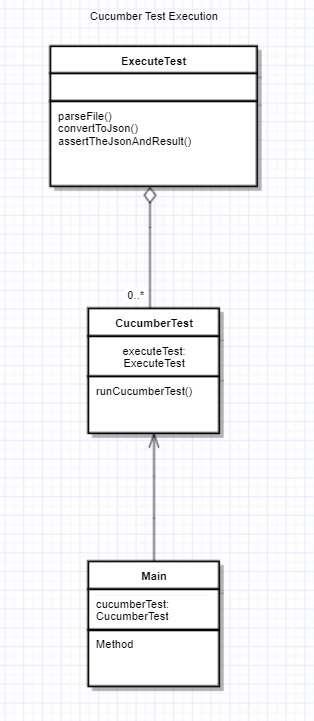 Cucumber Test Execution
ExecuteTest
parseFile()
convertToJson()
assertTheJsonAndResult()
0..*
CucumberTest
executeTest:
ExecuteTest
runCucumberTest()
Main
cucumberTest:
CucumberTest
Method